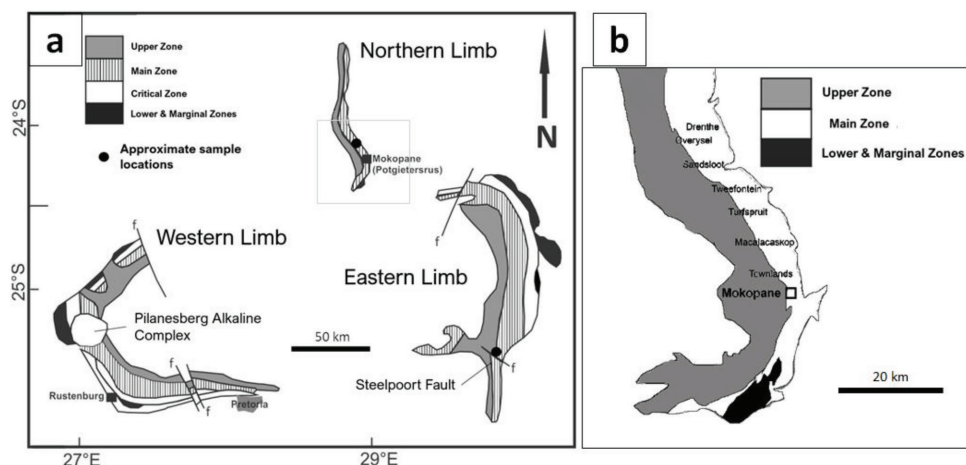 a
Upper Zone
Main Zone
Critical Zone
Lower & Marginal Zones
Approximate sample
locations
Northern Limb
Mokopane
(Potgietersrus)
N
24°S
25°S
f
Western Limb
Pilanesberg Alkaline
Complex
Rustenburg
f
f
Pretoria
50 km
f
Eastern Limb
Steelpoort Fault
f
27°E
29°E
b
Upper Zone
Main Zone
Lower & Marginal Zones
Drenthe
Overysel
Sandsloot
Tweefontein
Turfspruit
Macalacaskop
Townlands
Mokopane
20 km